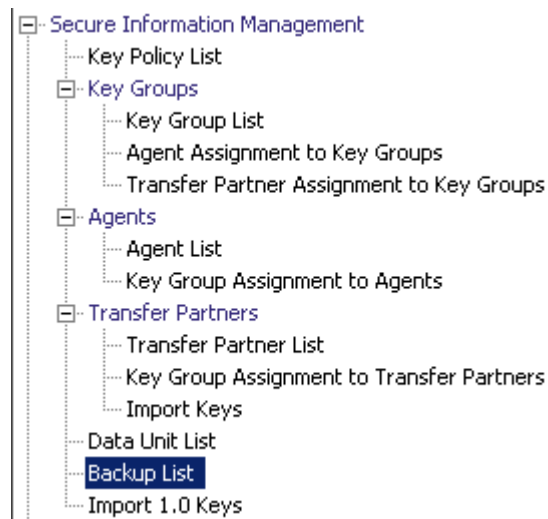 Secure Information Management
Key Policy List
Key Groups
Key Group List
Agent Assignment to Key Groups
Transfer Partner Assignment to Key Groups
Agents
Agent List
Key Group Assignment to Agents
Transfer Partners
Transfer Partner List
Key Group Assignment to Transfer Partners
Import Keys
Data Unit List
Backup List
Import 1.0 Keys